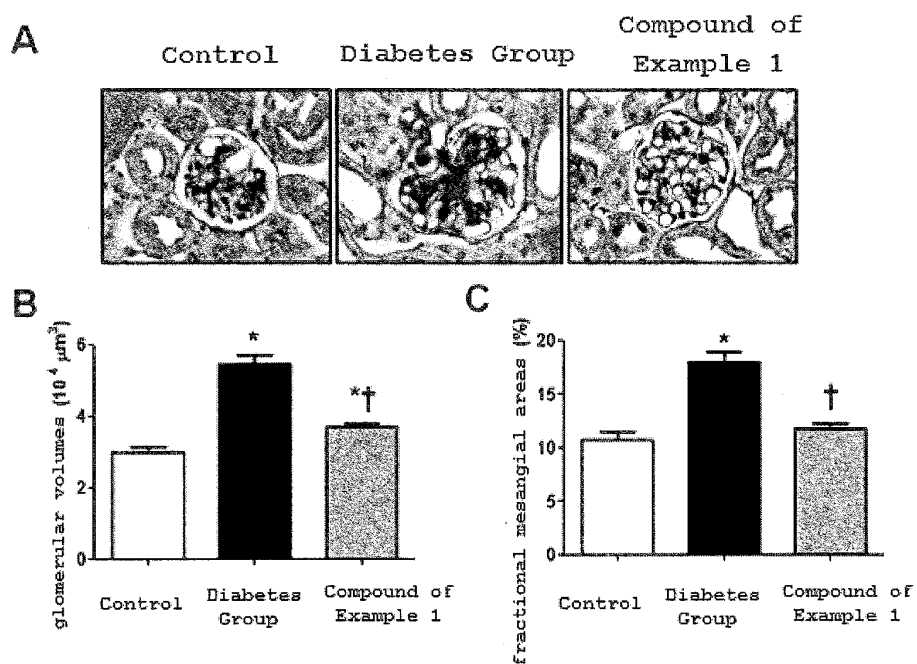 A
Control
Diabetes Group
Compound of
Example 1
B
glomerular volumes (10⁴ μm³)
6
4
2
0
*
*†
Control
Diabetes
Group
Compound of
Example 1
C
fractional mesangial areas (%)
20
15
10
5
0
*
†
Control
Diabetes
Group
Compound of
Example 1